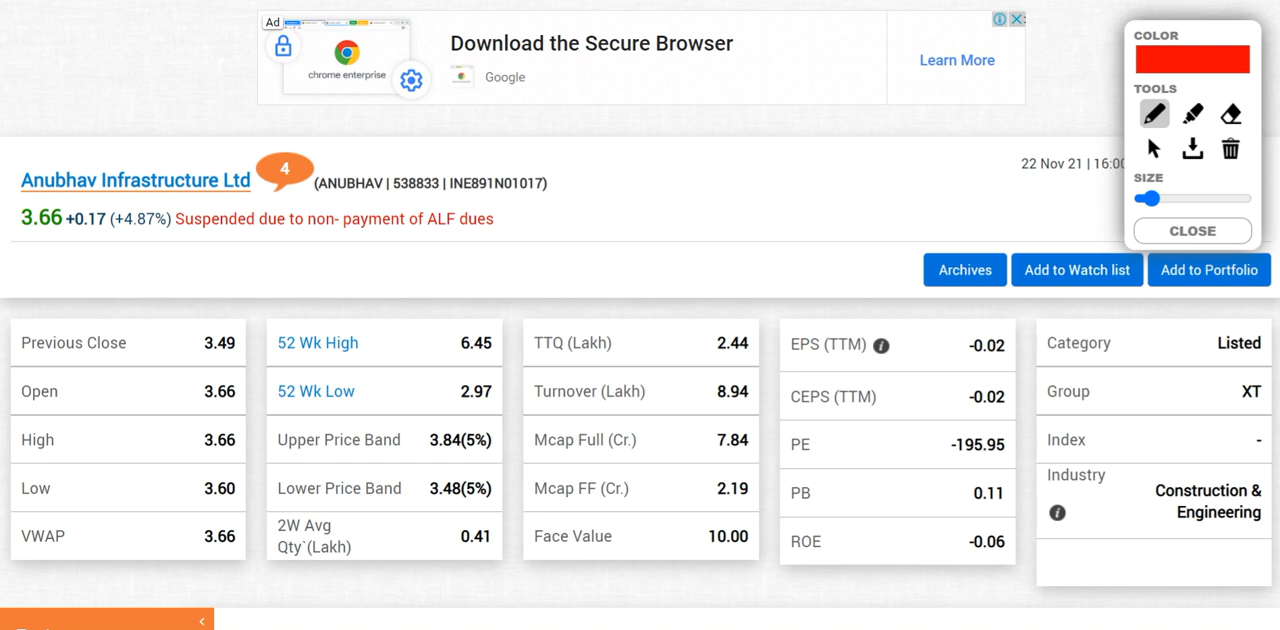 Ad
chrome enterprise
Download the Secure Browser
Google
Learn More
COLOR
TOOLS
SIZE
CLOSE
Anubhav Infrastructure Ltd
4
(ANUBHAV | 538833 | INE891N01017)
22 Nov 21 | 16:00
3.66 +0.17 (+4.87%) Suspended due to non- payment of ALF dues
Archives
Add to Watch list
Add to Portfolio
Previous Close 3.49
Open 3.66
High 3.66
Low 3.60
VWAP 3.66
52 Wk High 6.45
52 Wk Low 2.97
Upper Price Band 3.84(5%)
Lower Price Band 3.48(5%)
2W Avg
Qty`(Lakh) 0.41
TTQ (Lakh) 2.44
Turnover (Lakh) 8.94
Mcap Full (Cr.) 7.84
Mcap FF (Cr.) 2.19
Face Value 10.00
EPS (TTM) -0.02
CEPS (TTM) -0.02
PE -195.95
PB 0.11
ROE -0.06
Category Listed
Group XT
Index -
Industry
Construction &
Engineering